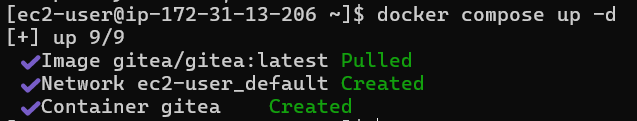 [ec2-user@ip-172-31-13-206 ~]$ docker compose up -d
[+] up 9/9
✔Image gitea/gitea:latest Pulled
✔Network ec2-user_default Created
✔Container gitea Created